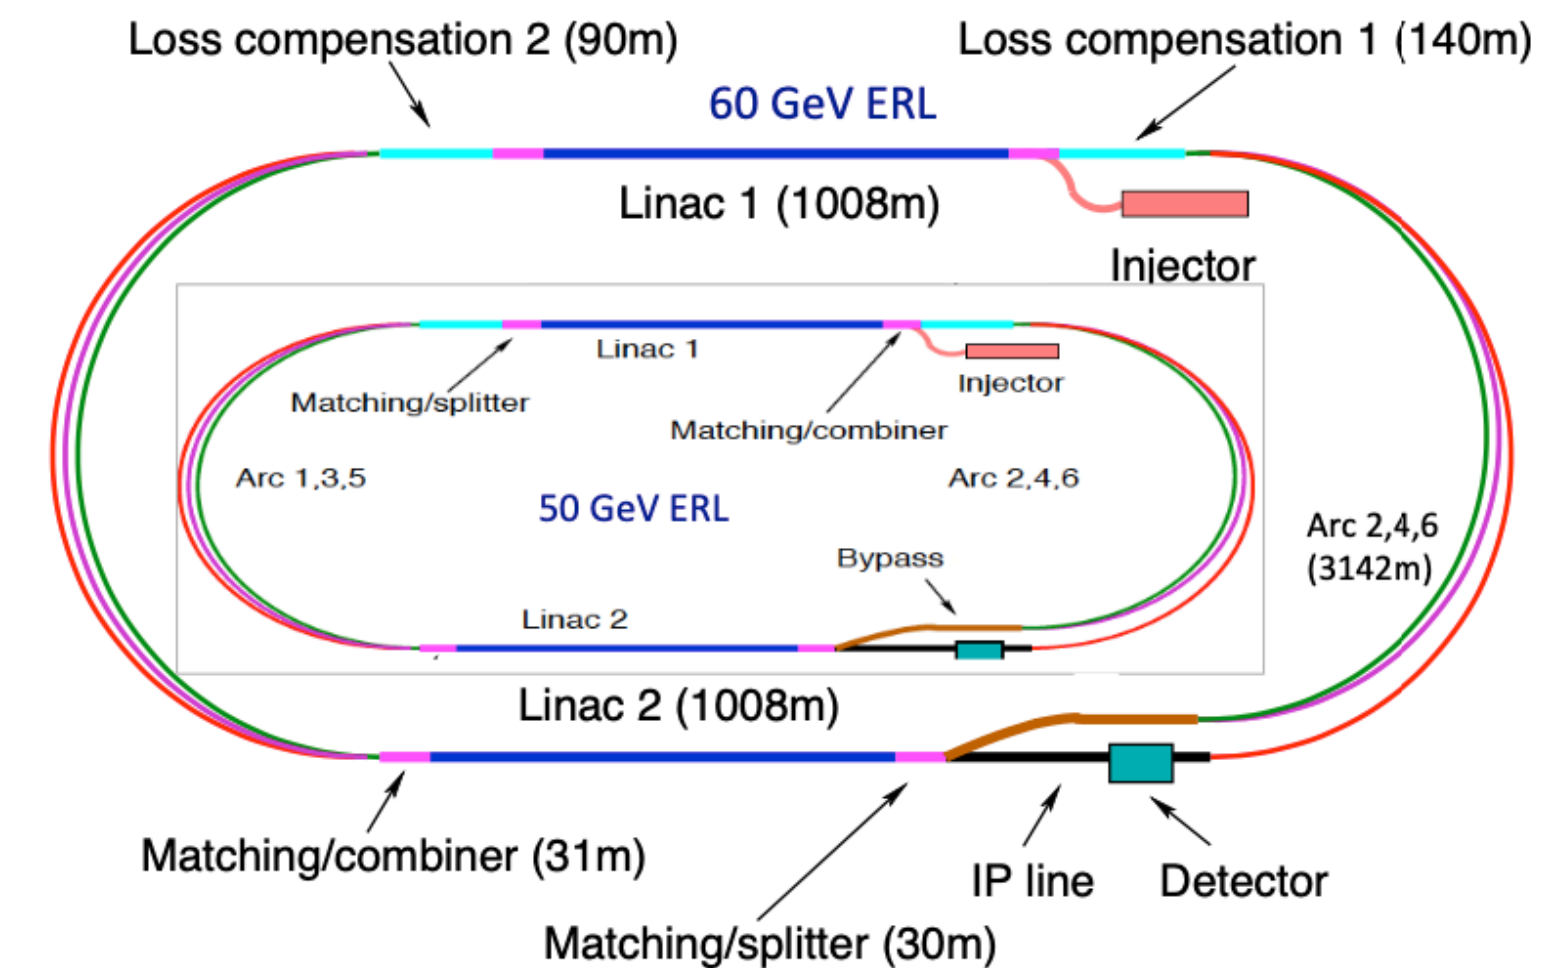 Loss compensation 2 (90m)
Loss compensation 1 (140m)
60 GeV ERL
Linac 1 (1008m)
Injector
Linac 1
Injector
Matching/splitter
Matching/combiner
Arc 1,3,5
Arc 2,4,6
50 GeV ERL
Arc 2,4,6
(3142m)
Bypass
Linac 2
Linac 2 (1008m)
Matching/combiner (31m)
IP line
Detector
Matching/splitter (30m)